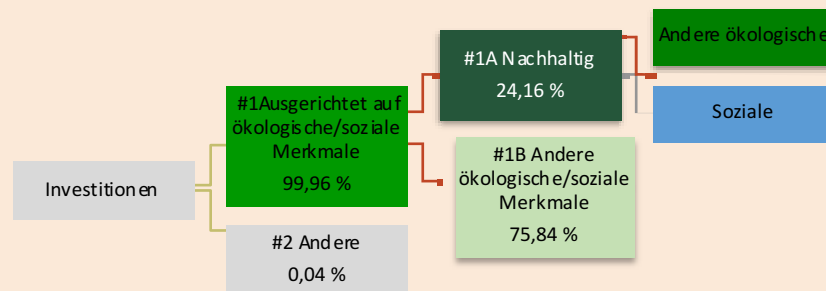 Investitionen
#1Ausgerichtet auf
ökologische/soziale
Merkmale
99,96 %
#2 Andere
0,04 %
#1A Nachhaltig
24,16 %
#1B Andere
ökologische/soziale
Merkmale
75,84 %
Andere ökologische
Soziale